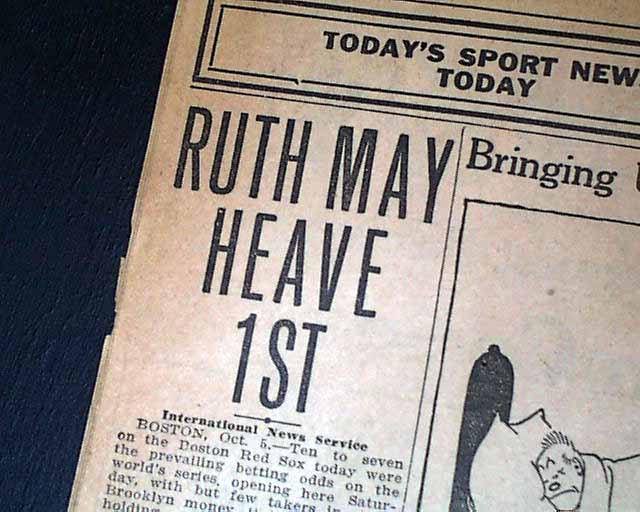 TODAY'S SPORT NEW
TODAY
RUTH MAY
HEAVE
1ST
Bringing
International News Service
BOSTON, Oct. 5.—Ten to seven
on the Boston Red Sox today were
the prevailing betting odds on the
world's series, opening here Satur-
day, with but few takers in
Brooklyn money
holding